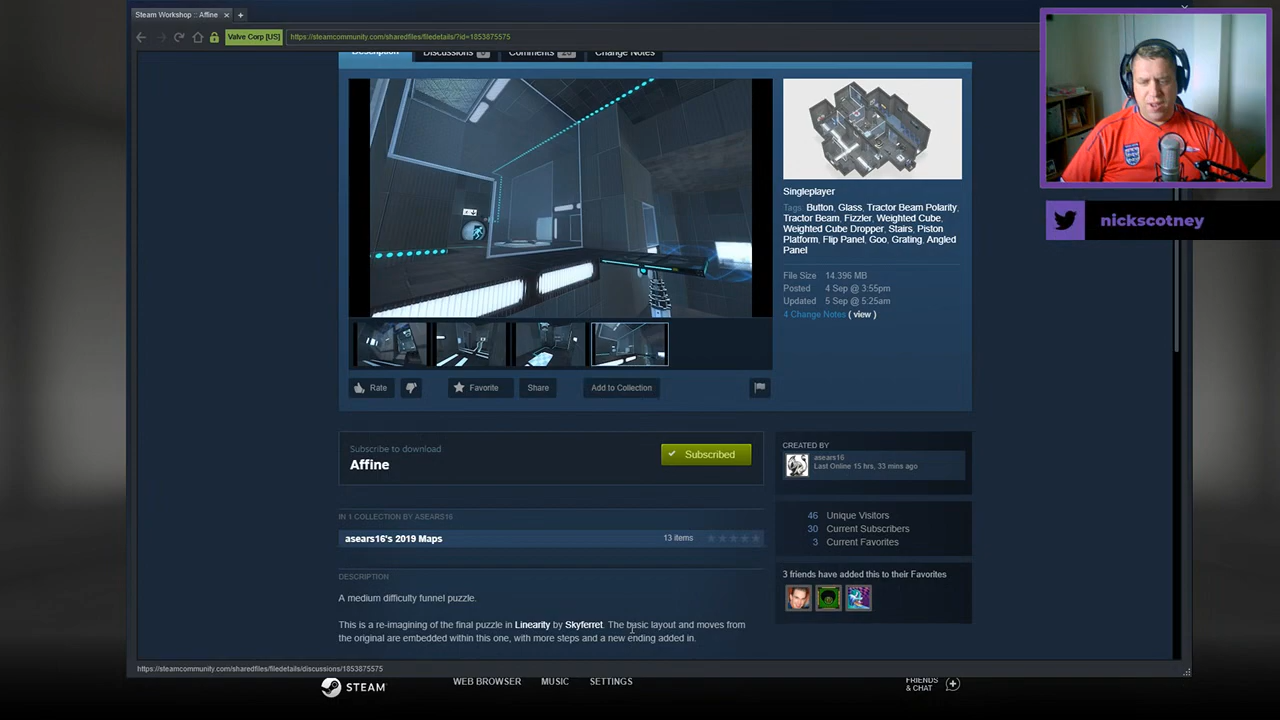 Steam Workshop :: Affine
Valve Corp [US]
https://steamcommunity.com/sharedfiles/filedetails/?id=1853875575
Description
Discussions
Comments
Change Notes
Singleplayer
Tags: Button, Glass, Tractor Beam Polarity,
Tractor Beam, Fizzler, Weighted Cube,
Weighted Cube Dropper, Stairs, Piston
Platform, Flip Panel, Goo, Grating, Angled
Panel
File Size 14.396 MB
Posted 4 Sep @ 3:55pm
Updated 5 Sep @ 5:25am
4 Change Notes ( view )
Rate
Favorite
Share
Add to Collection
Subscribe to download
Affine
Subscribed
CREATED BY
asears16
Last Online 15 hrs, 33 mins ago
IN 1 COLLECTION BY ASEARS16
asears16's 2019 Maps 13 items
46 Unique Visitors
30 Current Subscribers
3 Current Favorites
DESCRIPTION
A medium difficulty funnel puzzle.
This is a re-imagining of the final puzzle in Linearity by Skyferret. The basic layout and moves from
the original are embedded within this one, with more steps and a new ending added in.
3 friends have added this to their Favorites
https://steamcommunity.com/sharedfiles/filedetails/discussions/1853875575
STEAM
WEB BROWSER
MUSIC
SETTINGS
FRIENDS
& CHAT
nickscotney